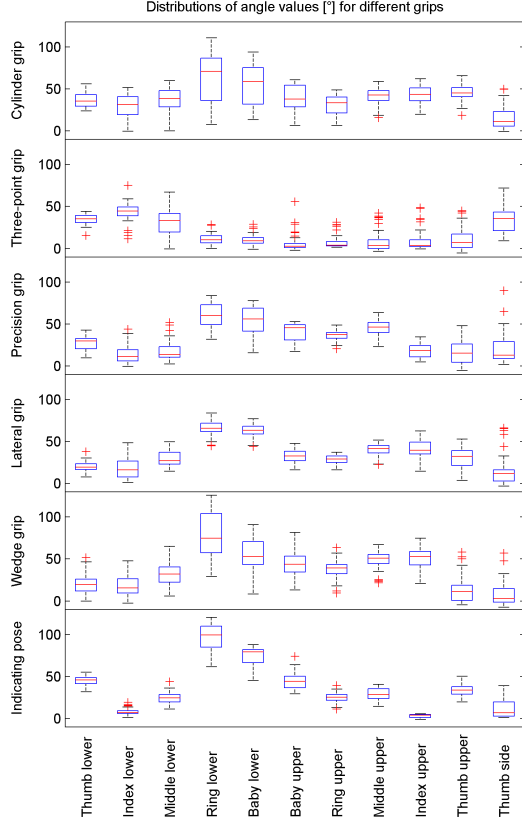 Distributions of angle values [°] for different grips
Cylinder grip
100
50
0
Three-point grip
100
50
0
Precision grip
100
50
0
Lateral grip
100
50
0
Wedge grip
100
50
0
Indicating pose
100
50
0
Thumb lower
Index lower
Middle lower
Ring lower
Baby lower
Baby upper
Ring upper
Middle upper
Index upper
Thumb upper
Thumb side